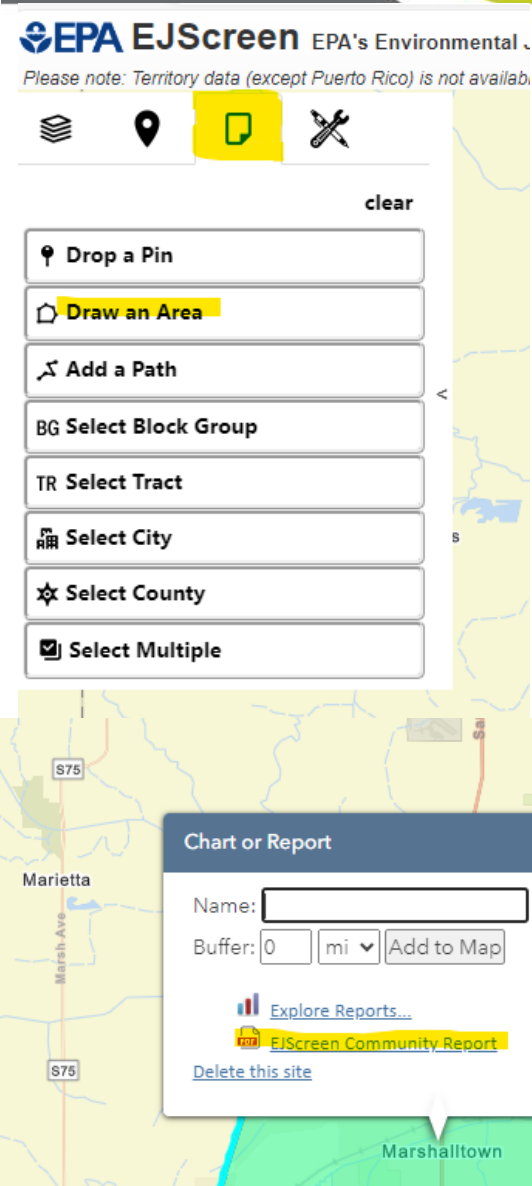 EPA EJScreen EPA's Environmental
Please note: Territory data (except Puerto Rico) is not
clear
Drop a Pin
Draw an Area
Add a Path
<
BG Select Block Group
TR Select Tract
Select City
s
Select County
Select Multiple
S75
Chart or Report
Marietta
Name:
Buffer: 0 mi Add to Map
Marsh Ave
Explore Reports...
PDF EJScreen Community Report
S75
Delete this site
Marshalltown